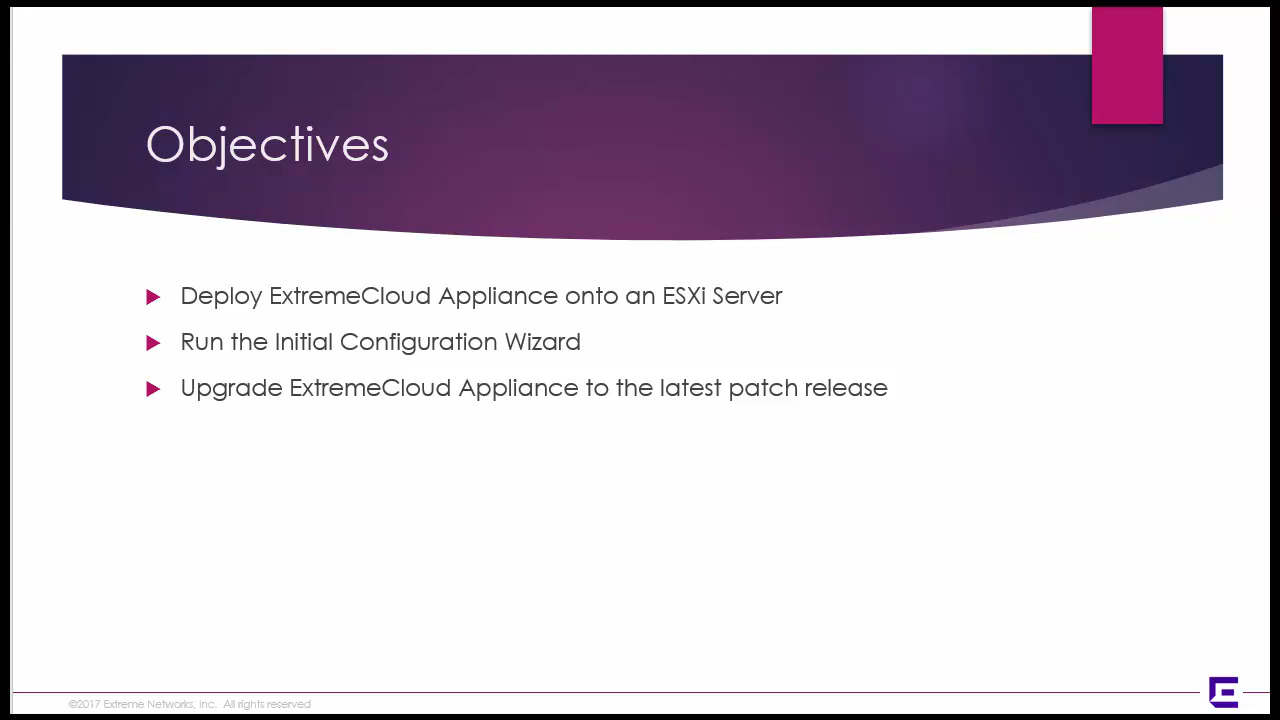 Objectives
Deploy ExtremeCloud Appliance onto an ESXi Server
Run the Initial Configuration Wizard
Upgrade ExtremeCloud Appliance to the latest patch release
©2017 Extreme Networks, Inc. All rights reserved